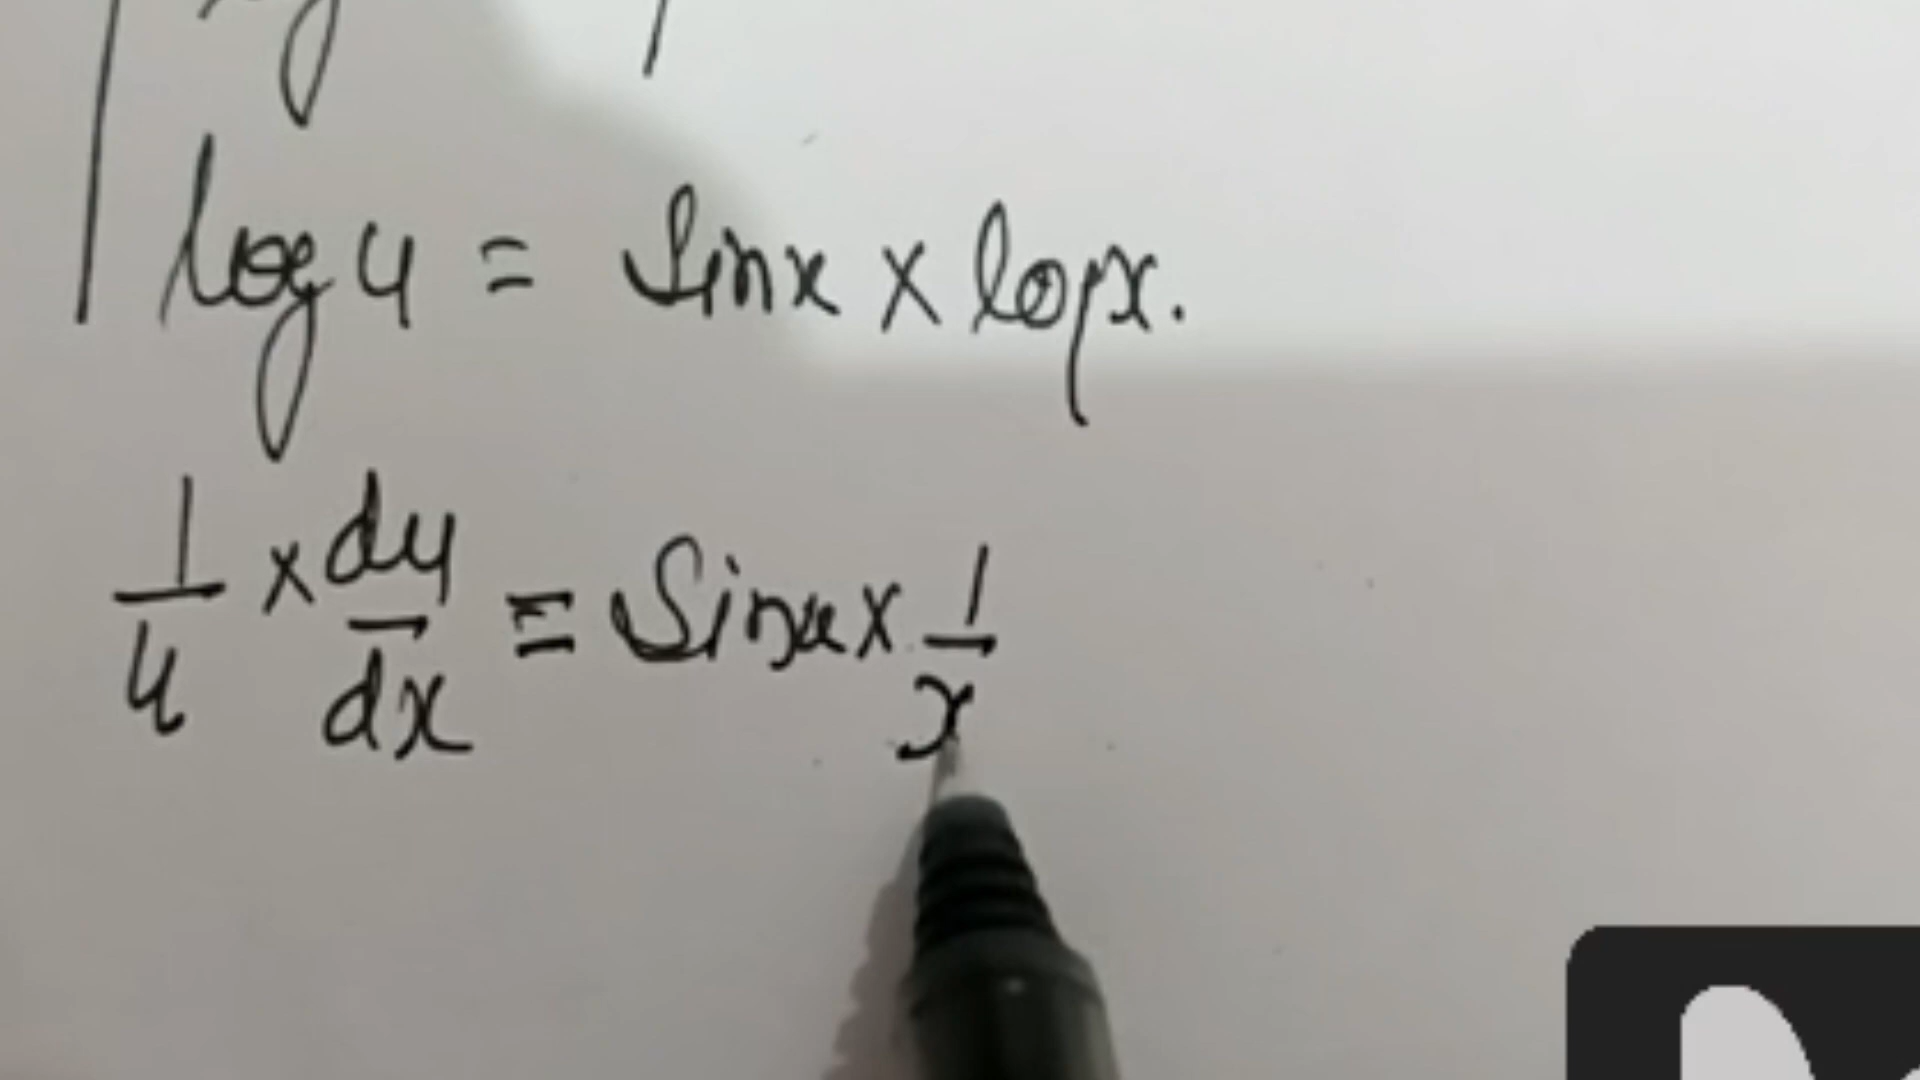 log y = Sinx x logx.
1/y x dy/dx = Sinx x 1/x